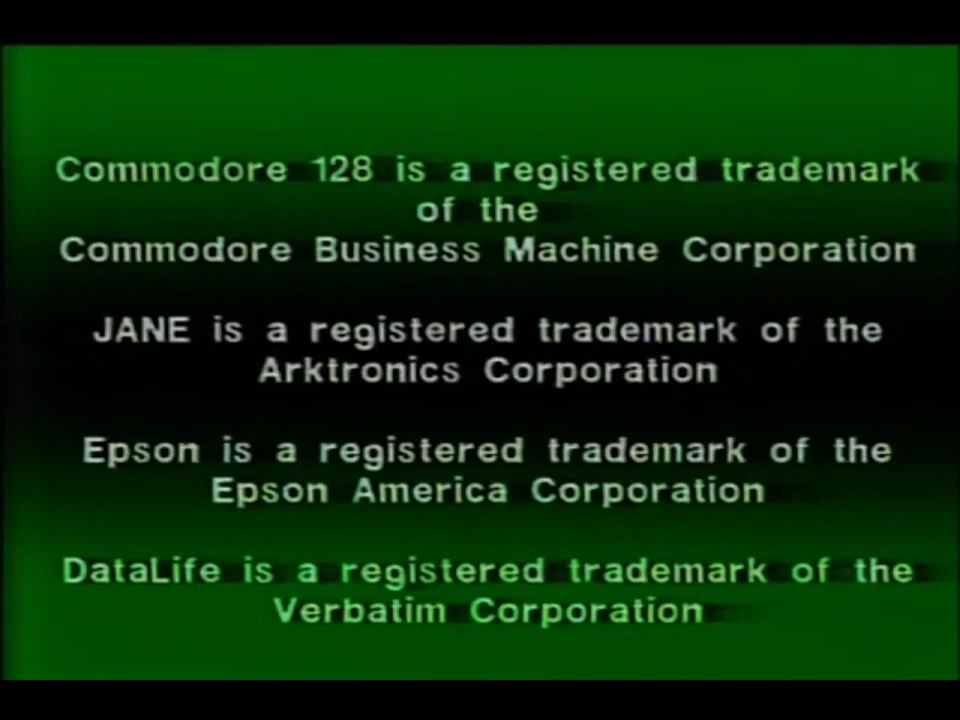 Commodore 128 is a registered trademark
of the
Commodore Business Machine Corporation
JANE is a registered trademark of the
Arktronics Corporation
Epson is a registered trademark of the
Epson America Corporation
DataLife is a registered trademark of the
Verbatim Corporation